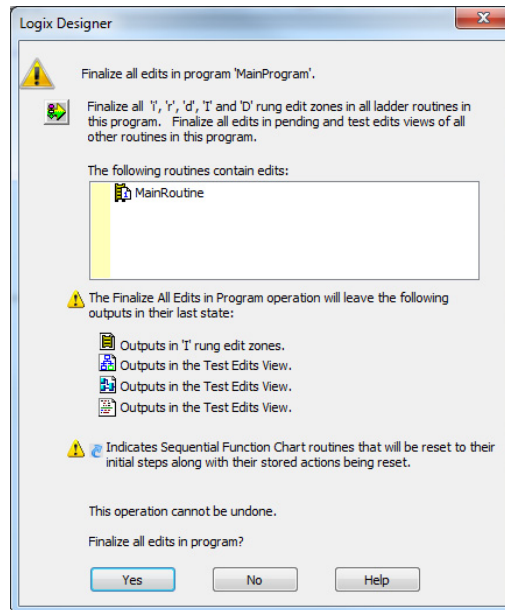 Logix Designer
Finalize all edits in program 'MainProgram'.
Finalize all 'i', 'r', 'd', 'I' and 'D' rung edit zones in all ladder routines in
this program. Finalize all edits in pending and test edits views of all
other routines in this program.
The following routines contain edits:
MainRoutine
The Finalize All Edits in Program operation will leave the following
outputs in their last state:
Outputs in 'I' rung edit zones.
Outputs in the Test Edits View.
Outputs in the Test Edits View.
Outputs in the Test Edits View.
Indicates Sequential Function Chart routines that will be reset to their
initial steps along with their stored actions being reset.
This operation cannot be undone.
Finalize all edits in program?
Yes No Help